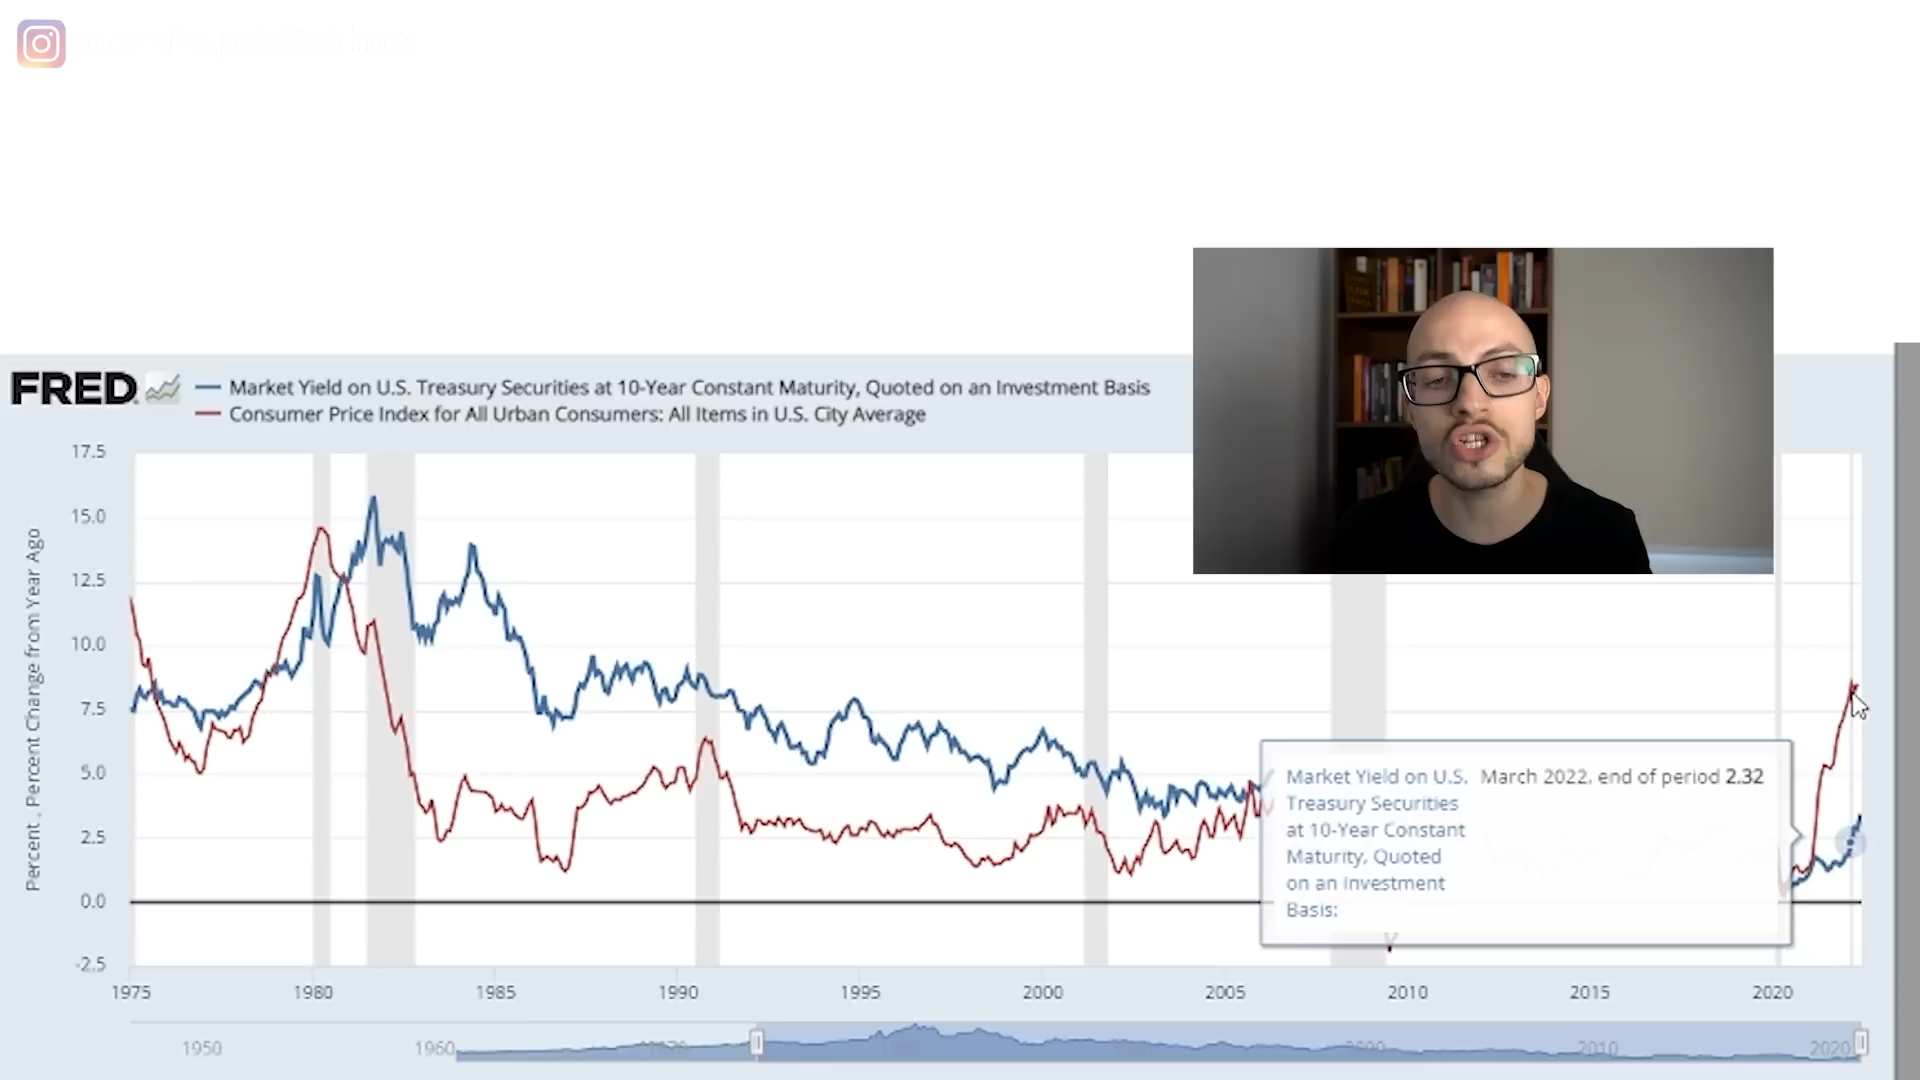 FRED
Market Yield on U.S. Treasury Securities at 10-Year Constant Maturity, Quoted on an Investment Basis
Consumer Price Index for All Urban Consumers: All Items in U.S. City Average
Percent , Percent Change from Year Ago
17.5
15.0
12.5
10.0
7.5
5.0
2.5
0.0
-2.5
Market Yield on U.S. March 2022, end of period 2.32
Treasury Securities
at 10-Year Constant
Maturity, Quoted
on an Investment
Basis:
1975 1980 1985 1990 1995 2000 2005 2010 2015 2020
1950 1960 1970 2000 2010 2020